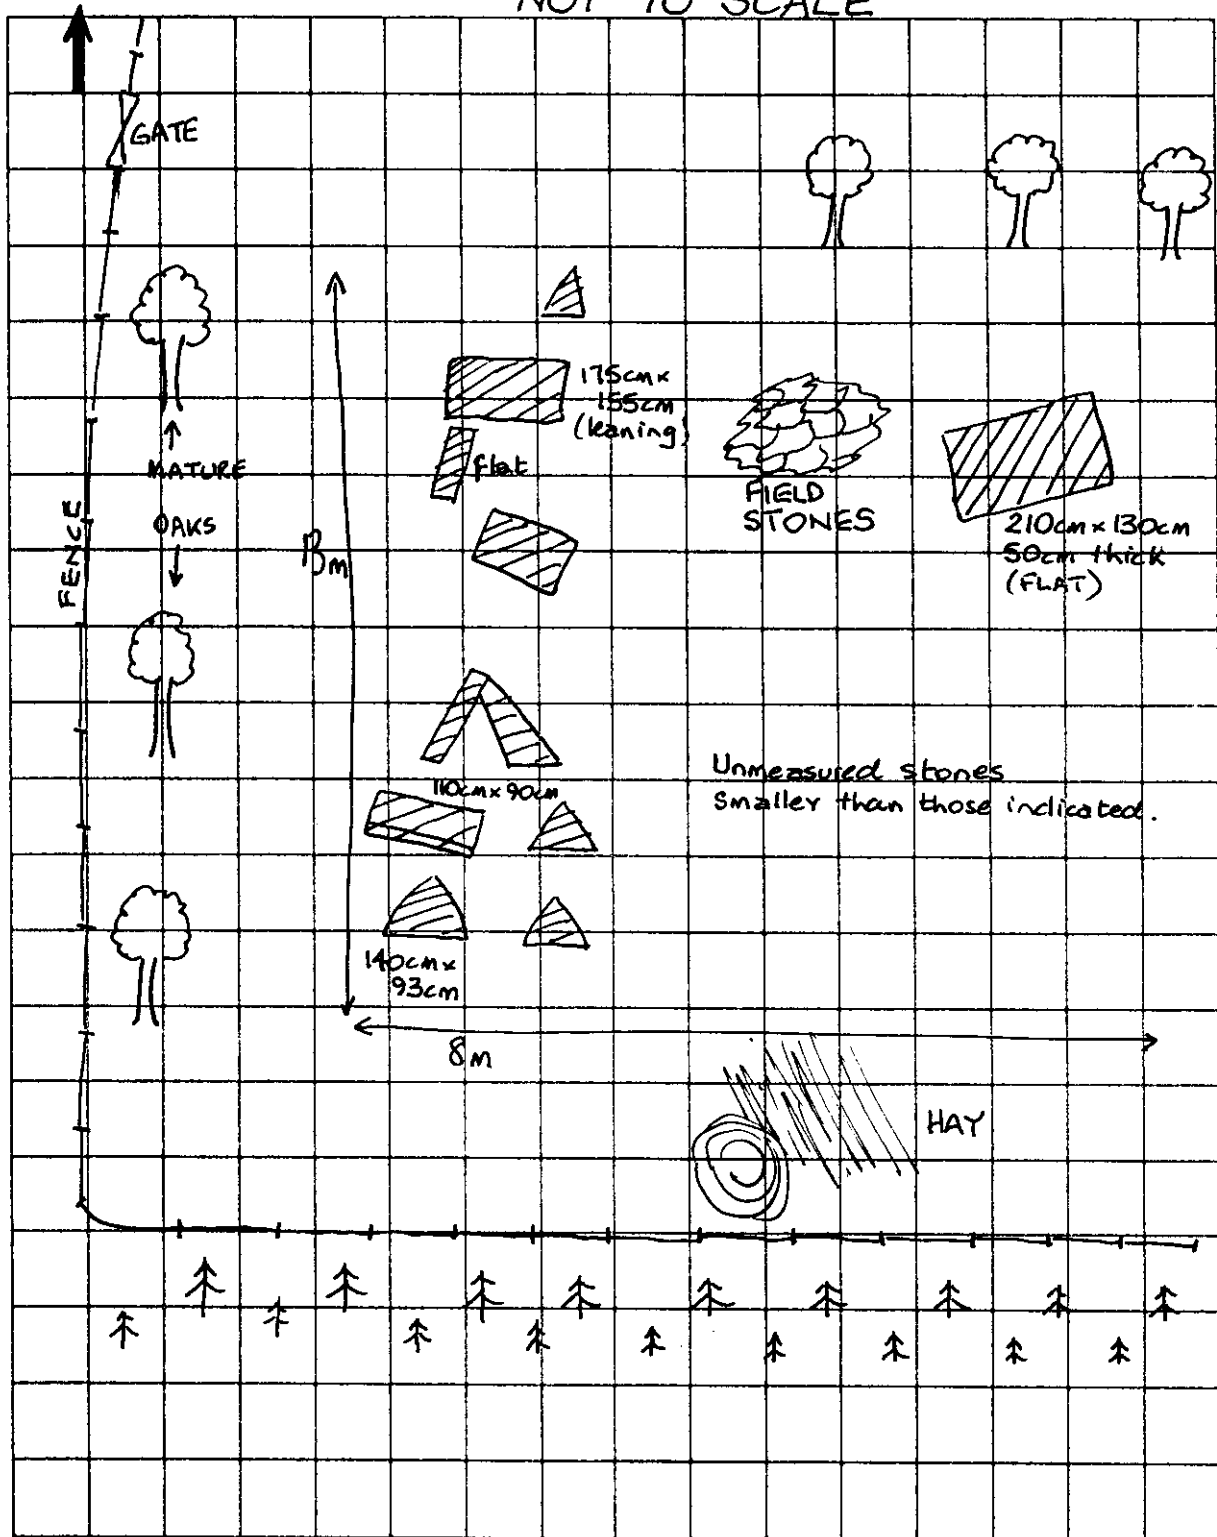 NOT TO SCALE
GATE
175cm x
155cm
(leaning)
flat
MATURE
OAKS
FENCE
13m
FIELD
STONES
210cm x 130cm
50cm thick
(FLAT)
110cm x 90cm
Unmeasured stones
Smaller than those indicated.
140cm x
93cm
8m
HAY